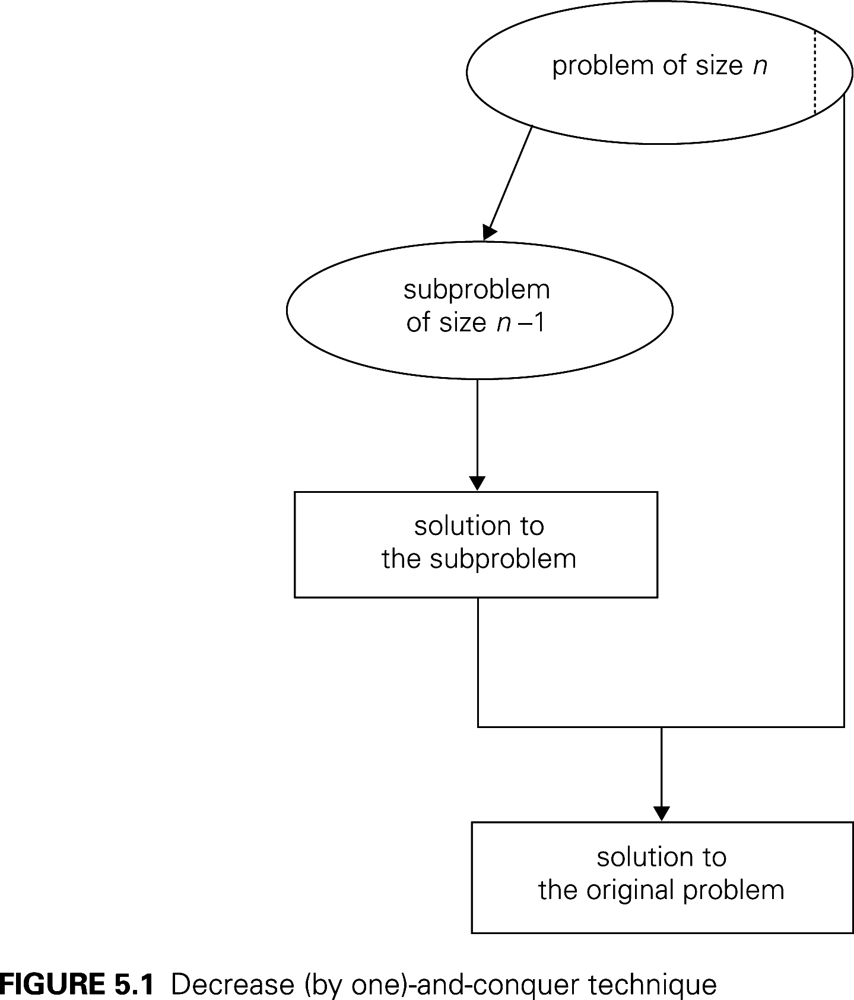 problem of size n
subproblem
of size n –1
solution to
the subproblem
solution to
the original problem
FIGURE 5.1 Decrease (by one)-and-conquer technique